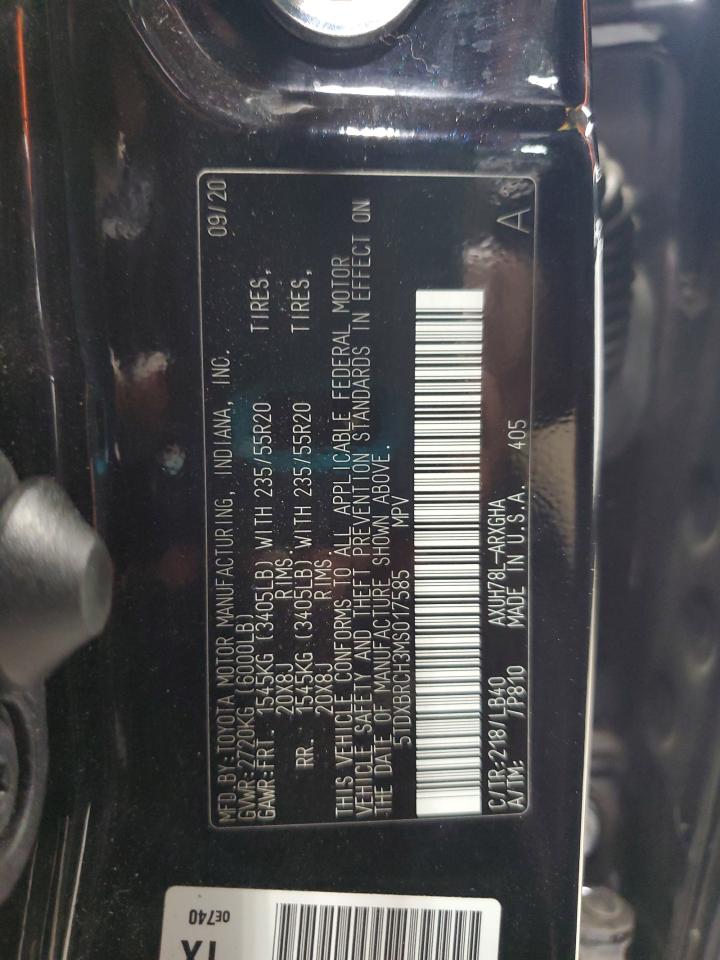 MFD.BY:TOYOTA MOTOR MANUFACTURING, INDIANA, INC. 09/20
GVWR:2720KG (6000LB)
GAWR:FRT. 1545KG (3405LB) WITH 235/55R20 TIRES,
20X8J RIMS.
RR. 1545KG (3405LB) WITH 235/55R20 TIRES,
20X8J RIMS.
THIS VEHICLE CONFORMS TO ALL APPLICABLE FEDERAL MOTOR
VEHICLE SAFETY AND THEFT PREVENTION STANDARDS IN EFFECT ON
THE DATE OF MANUFACTURE SHOWN ABOVE.
5TDXBRCH3MS017585 MPV
C/TR:218/LB40 AXUH78L-ARXGHA
A/TM: /P810 MADE IN U.S.A. 405 A
OE740